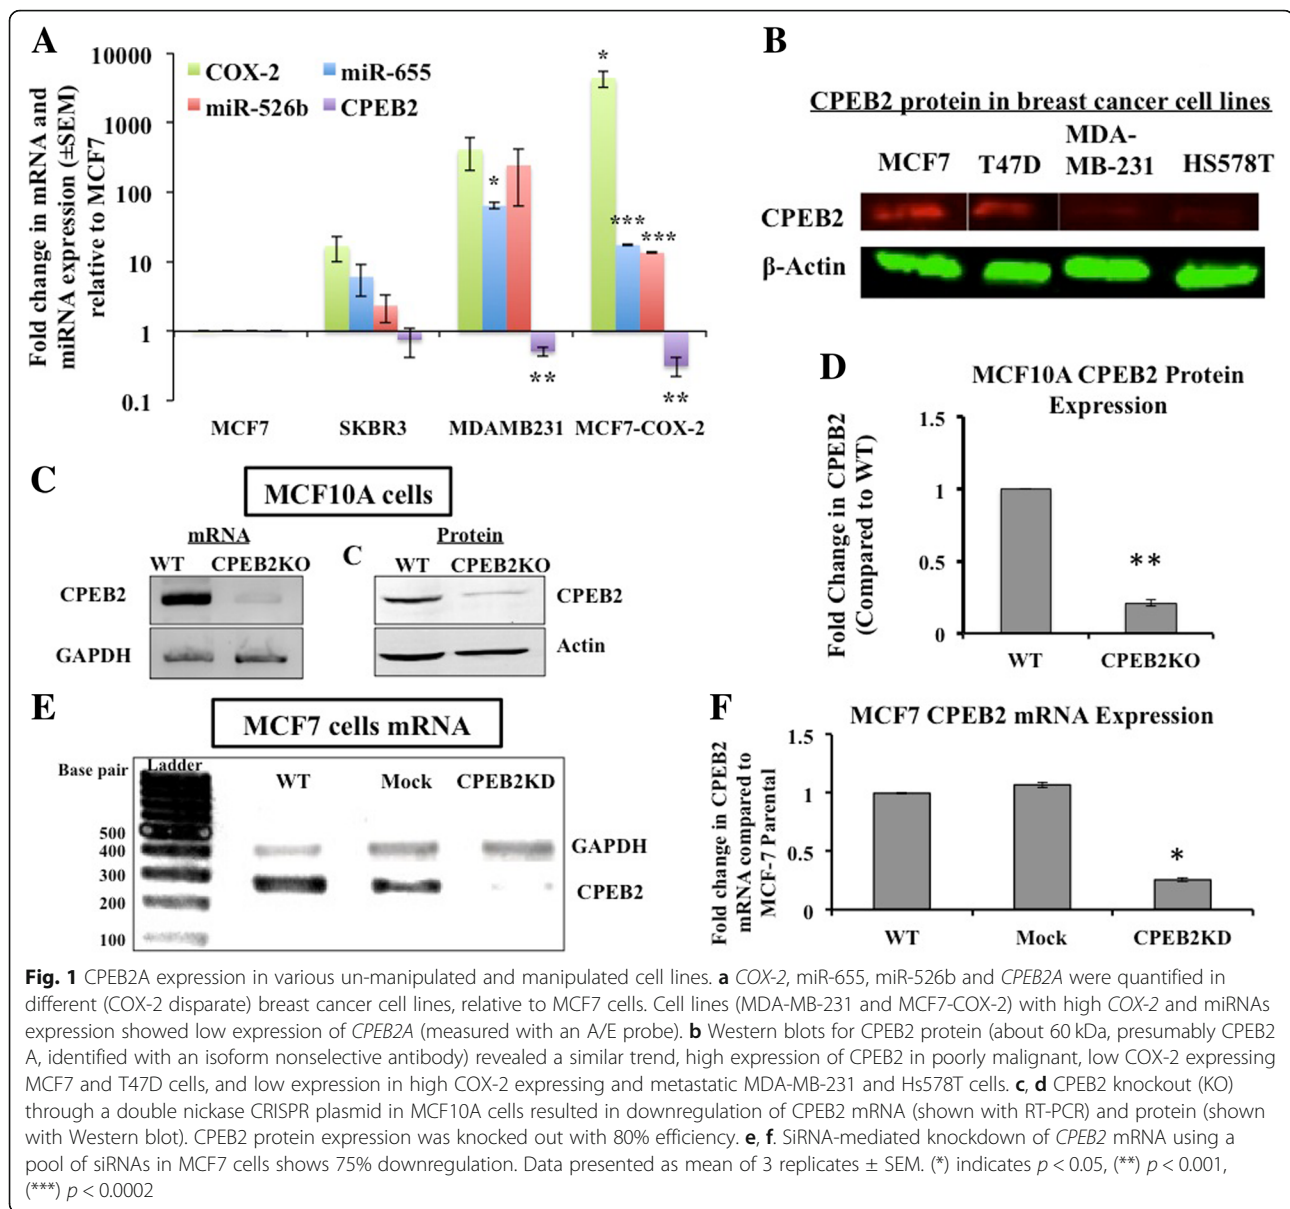 A
Fold change in mRNA and
miRNA expression (±SEM)
relative to MCF7
10000
1000
100
10
1
0.1
COX-2
miR-655
miR-526b
CPEB2
*
*
***
***
**
**
MCF7
SKBR3
MDAMB231
MCF7-COX-2
B
CPEB2 protein in breast cancer cell lines
MCF7
T47D
MDA-
MB-231
HS578T
CPEB2
β-Actin
C
MCF10A cells
mRNA
WT
CPEB2KO
CPEB2
GAPDH
C
Protein
WT
CPEB2KO
CPEB2
Actin
D
MCF10A CPEB2 Protein
Expression
Fold Change in CPEB2
(Compared to WT)
1.5
1
0.5
0
**
WT
CPEB2KO
E
MCF7 cells mRNA
Base pair
Ladder
WT
Mock
CPEB2KD
500
400
300
200
100
GAPDH
CPEB2
F
MCF7 CPEB2 mRNA Expression
Fold change in CPEB2
mRNA compared to
MCF-7 Parental
1.5
1
0.5
0
*
WT
Mock
CPEB2KD
Fig. 1 CPEB2A expression in various un-manipulated and manipulated cell lines. a COX-2, miR-655, miR-526b and CPEB2A were quantified in
different (COX-2 disparate) breast cancer cell lines, relative to MCF7 cells. Cell lines (MDA-MB-231 and MCF7-COX-2) with high COX-2 and miRNAs
expression showed low expression of CPEB2A (measured with an A/E probe). b Western blots for CPEB2 protein (about 60 kDa, presumably CPEB2
A, identified with an isoform nonselective antibody) revealed a similar trend, high expression of CPEB2 in poorly malignant, low COX-2 expressing
MCF7 and T47D cells, and low expression in high COX-2 expressing and metastatic MDA-MB-231 and Hs578T cells. c, d CPEB2 knockout (KO)
through a double nickase CRISPR plasmid in MCF10A cells resulted in downregulation of CPEB2 mRNA (shown with RT-PCR) and protein (shown
with Western blot). CPEB2 protein expression was knocked out with 80% efficiency. e, f. SiRNA-mediated knockdown of CPEB2 mRNA using a
pool of siRNAs in MCF7 cells shows 75% downregulation. Data presented as mean of 3 replicates ± SEM. (*) indicates p < 0.05, (**) p < 0.001,
(***) p < 0.0002